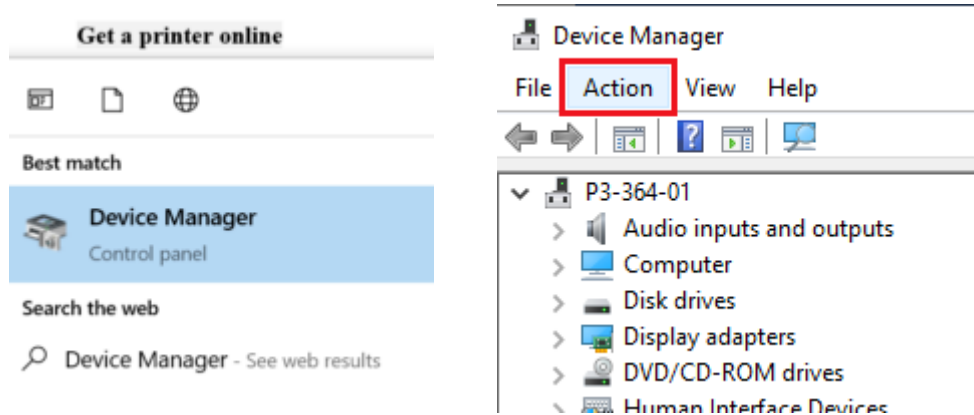 Get a printer online
Best match
Device Manager
Control panel
Search the web
Device Manager - See web results
Device Manager
File Action View Help
P3-364-01
Audio inputs and outputs
Computer
Disk drives
Display adapters
DVD/CD-ROM drives
Human Interface Devices